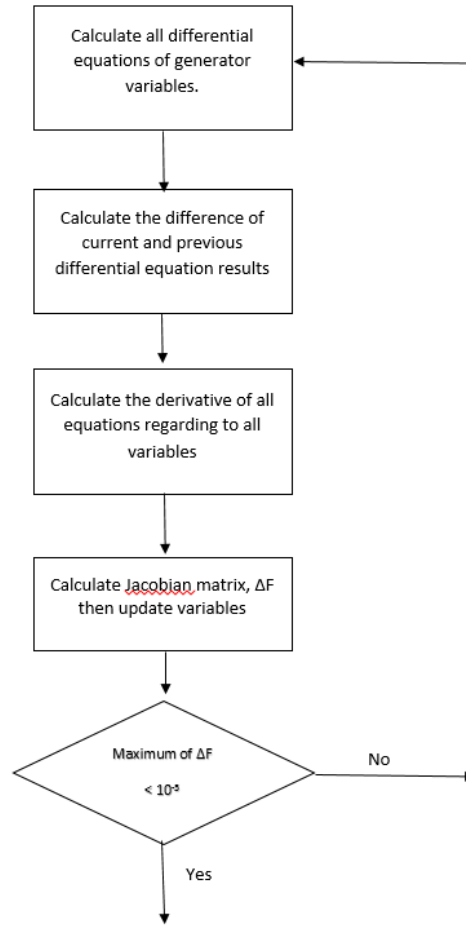 Calculate all differential
equations of generator
variables.
Calculate the difference of
current and previous
differential equation results
Calculate the derivative of all
equations regarding to all
variables
Calculate Jacobian matrix, ΔF
then update variables
Maximum of ΔF
< 10⁻⁵
No
Yes